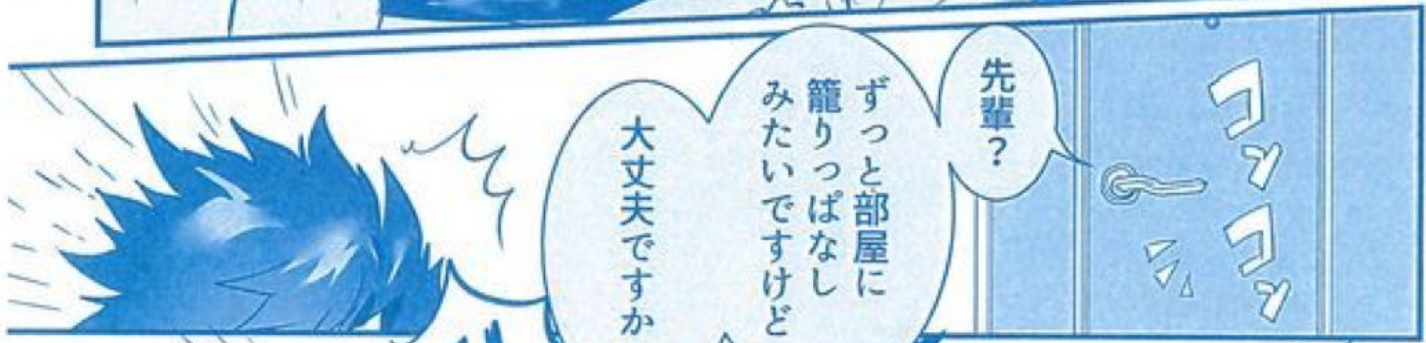 コンコン
先輩？
ずっと部屋に
籠りっぱなし
みたいですけど
大丈夫ですか